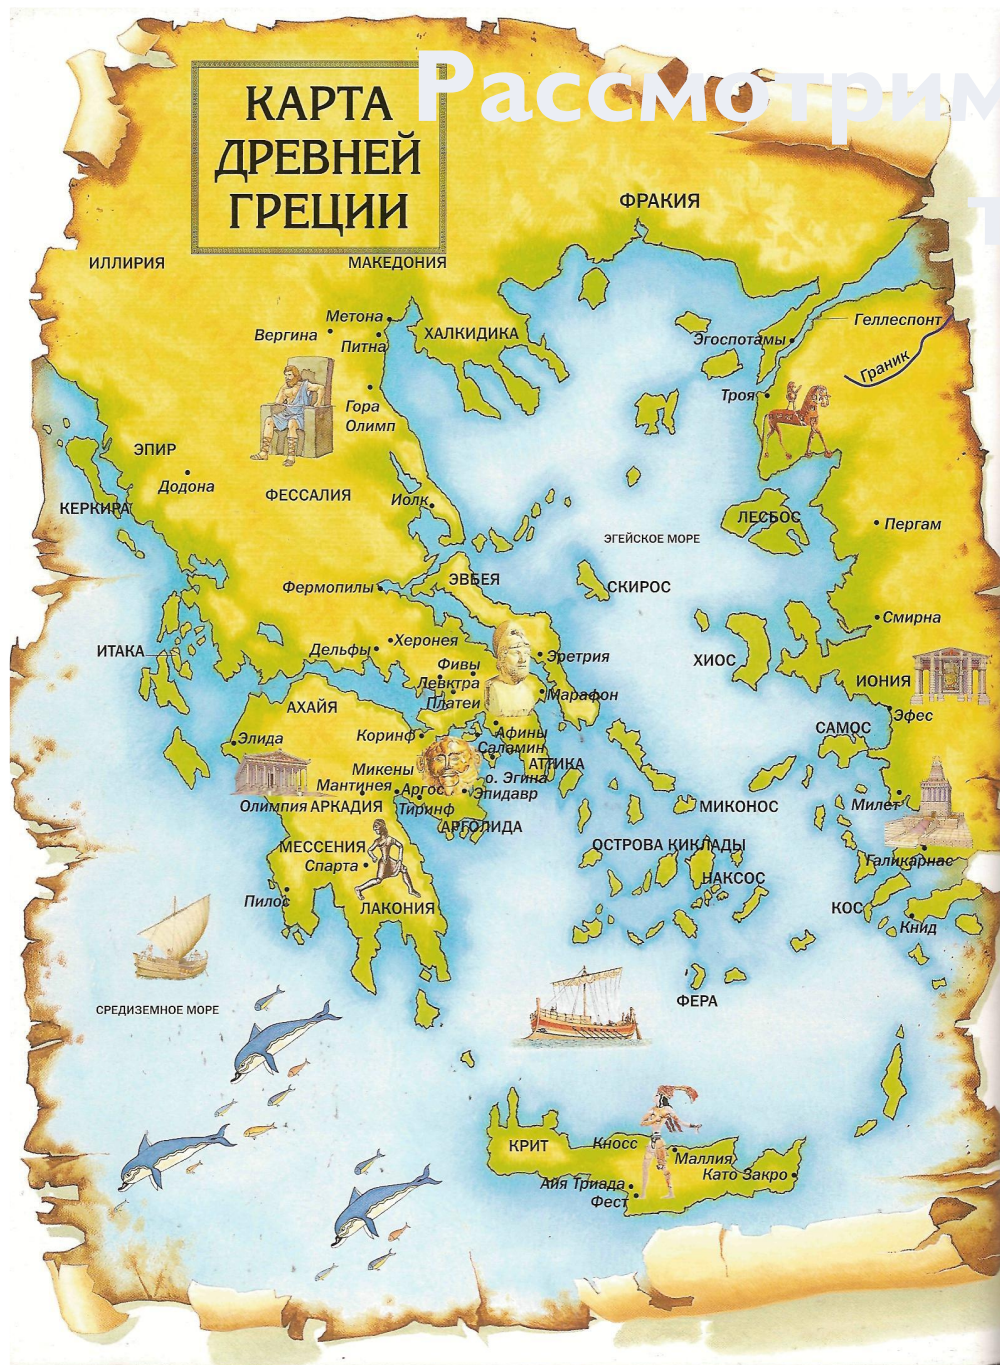 Рассмотрим
т
КАРТА
ДРЕВНЕЙ
ГРЕЦИИ
ФРАКИЯ
ИЛЛИРИЯ
МАКЕДОНИЯ
Метона
Вергина
Питна
ХАЛКИДИКА
Геллеспонт
Эгоспотамы
Граник
Троя
Гора
Олимп
ЭПИР
Додона
ФЕССАЛИЯ
Иолк
КЕРКИРА
ЛЕСБОС
Пергам
ЭГЕЙСКОЕ МОРЕ
Фермопилы
ЭВБЕЯ
СКИРОС
Смирна
ИТАКА
Дельфы
Херонея
Фивы
Эретрия
ХИОС
Левктра
Платеи
Марафон
ИОНИЯ
АХАЙЯ
Эфес
Элида
Коринф
Афины
Саламин
САМОС
АТТИКА
Микены
о. Эгина
Мантинея
Аргос
Эпидавр
Олимпия
АРКАДИЯ
Тиринф
МИКОНОС
Милет
АРГОЛИДА
МЕССЕНИЯ
ОСТРОВА КИКЛАДЫ
Спарта
Галикарнас
НАКСОС
Пилос
ЛАКОНИЯ
КОС
Книд
СРЕДИЗЕМНОЕ МОРЕ
ФЕРА
КРИТ
Кносс
Маллия
Като Закро
Айя Триада
Фест